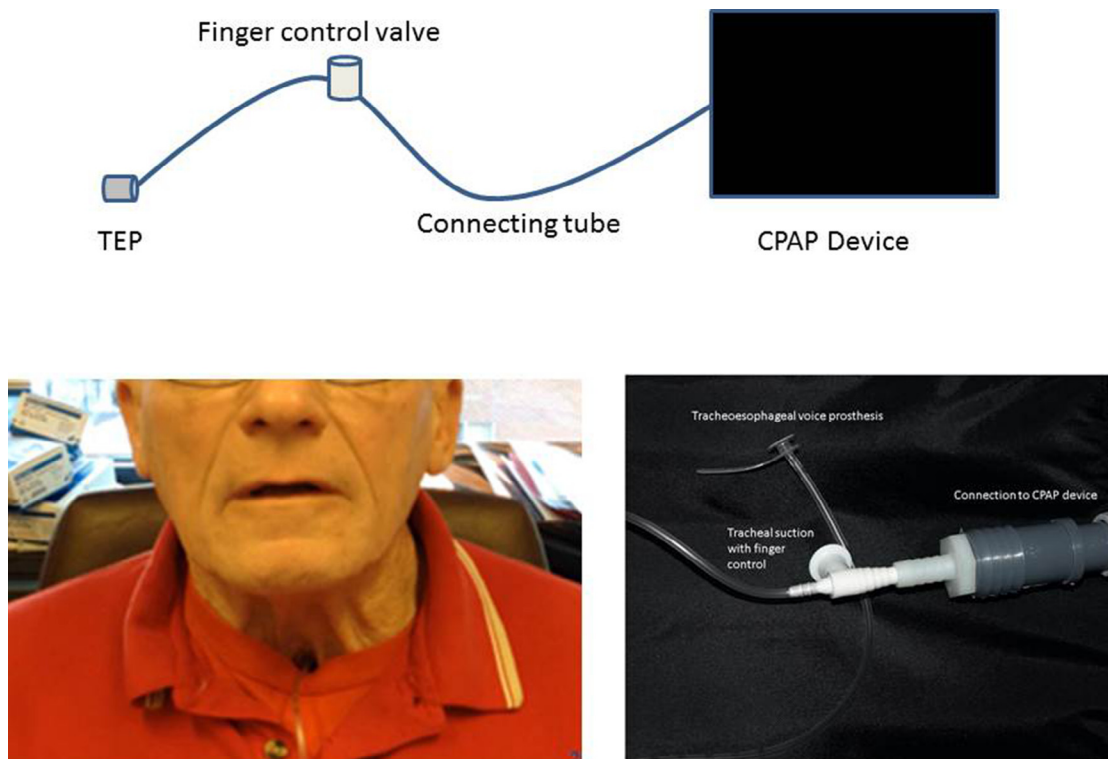 Finger control valve
Connecting tube
TEP
CPAP Device
Tracheoesophageal voice prosthesis
Connection to CPAP device
Tracheal suction
with finger
control